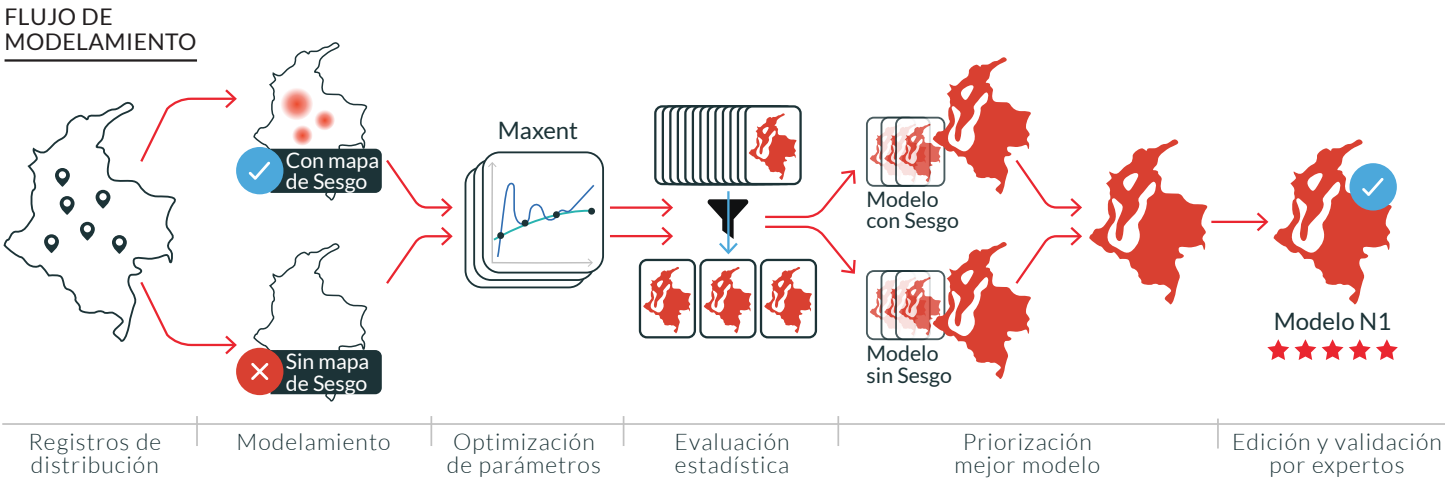 FLUJO DE
MODELAMIENTO
Con mapa
de Sesgo
Sin mapa
de Sesgo
Maxent
Modelo
con Sesgo
Modelo
sin Sesgo
Modelo N1
Registros de
distribución
Modelamiento
Optimización
de parámetros
Evaluación
estadística
Priorización
mejor modelo
Edición y validación
por expertos